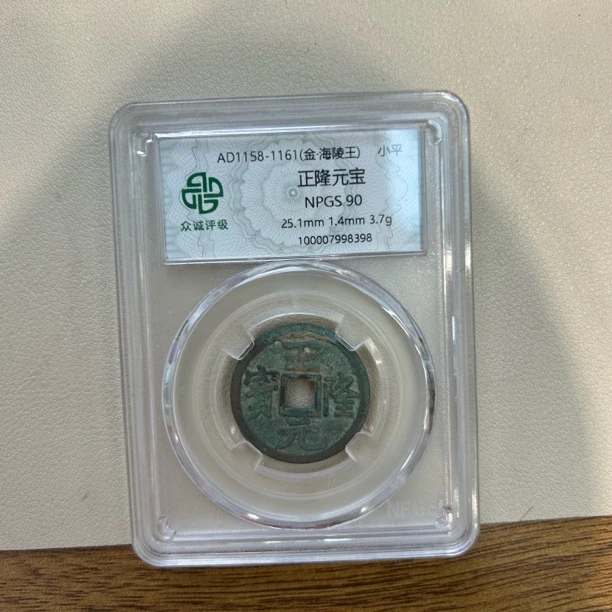 AD1158-1161(金·海陵王) 小平
正隆元宝
NPGS 90
25.1mm 1.4mm 3.7g
100007998398
众诚评级
正隆元寳